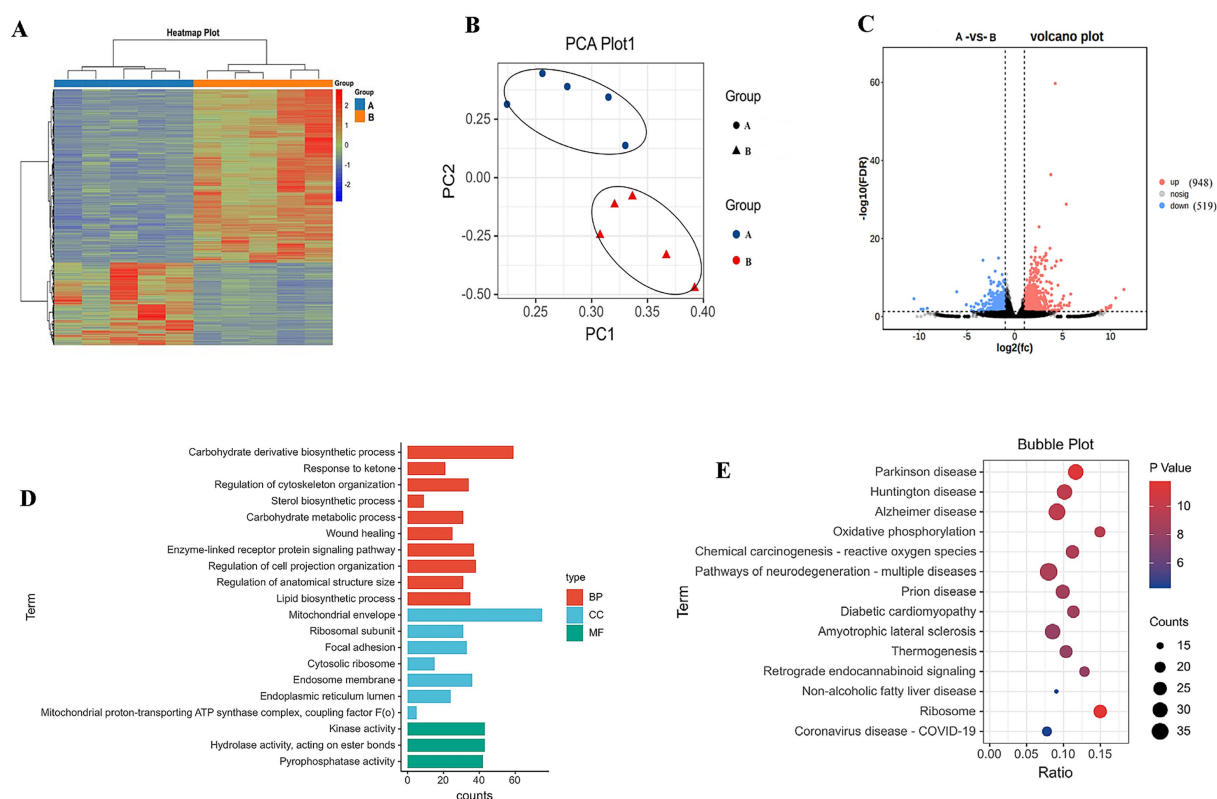 A
Heatmap Plot
Group
2
1
0
-1
-2
Group
A
B
B
PCA Plot1
PC2
0.25
0.00
-0.25
-0.50
0.25
0.30
0.35
0.40
PC1
Group
A
B
Group
A
B
C
A -VS- B volcano plot
-log10(FDR)
60
40
20
0
-10
-5
0
5
10
log2(fc)
up (948)
nosig
down (519)
D
Term
Carbohydrate derivative biosynthetic process
Response to ketone
Regulation of cytoskeleton organization
Sterol biosynthetic process
Carbohydrate metabolic process
Wound healing
Enzyme-linked receptor protein signaling pathway
Regulation of cell projection organization
Regulation of anatomical structure size
Lipid biosynthetic process
Mitochondrial envelope
Ribosomal subunit
Focal adhesion
Cytosolic ribosome
Endosome membrane
Endoplasmic reticulum lumen
Mitochondrial proton-transporting ATP synthase complex, coupling factor F(o)
Kinase activity
Hydrolase activity, acting on ester bonds
Pyrophosphatase activity
0
20
40
60
counts
type
BP
CC
MF
E
Bubble Plot
Term
Parkinson disease
Huntington disease
Alzheimer disease
Oxidative phosphorylation
Chemical carcinogenesis - reactive oxygen species
Pathways of neurodegeneration - multiple diseases
Prion disease
Diabetic cardiomyopathy
Amyotrophic lateral sclerosis
Thermogenesis
Retrograde endocannabinoid signaling
Non-alcoholic fatty liver disease
Ribosome
Coronavirus disease - COVID-19
0.00
0.05
0.10
0.15
Ratio
P Value
10
8
6
Counts
15
20
25
30
35